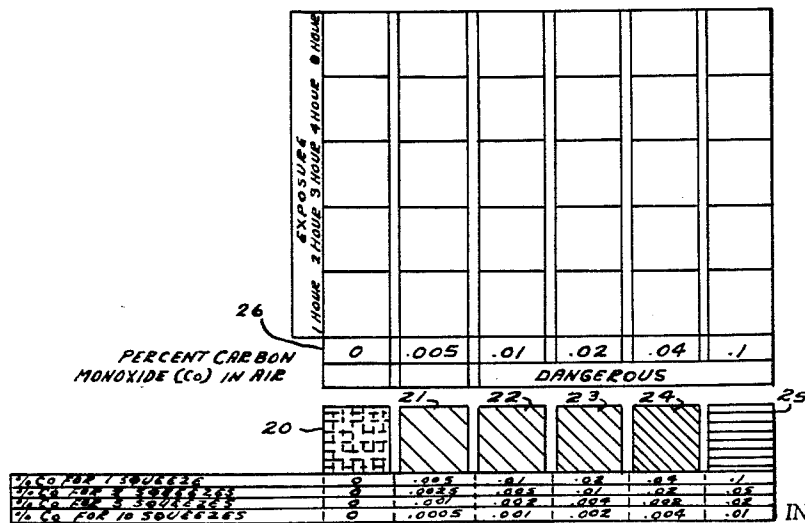 EXPOSURE
1 HOUR 2 HOUR 3 HOUR 4 HOUR 8 HOUR
26
PERCENT CARBON MONOXIDE (CO) IN AIR
0 .005 .01 .02 .04 .1
DANGEROUS
20 21 22 23 24 25
% CO FOR 1 SQUEEZE 0 .005 .01 .02 .04 .1
% CO FOR 2 SQUEEZES 0 .0025 .005 .01 .02 .05
% CO FOR 5 SQUEEZES 0 .001 .002 .004 .008 .02
% CO FOR 10 SQUEEZES 0 .0005 .001 .002 .004 .01
IN